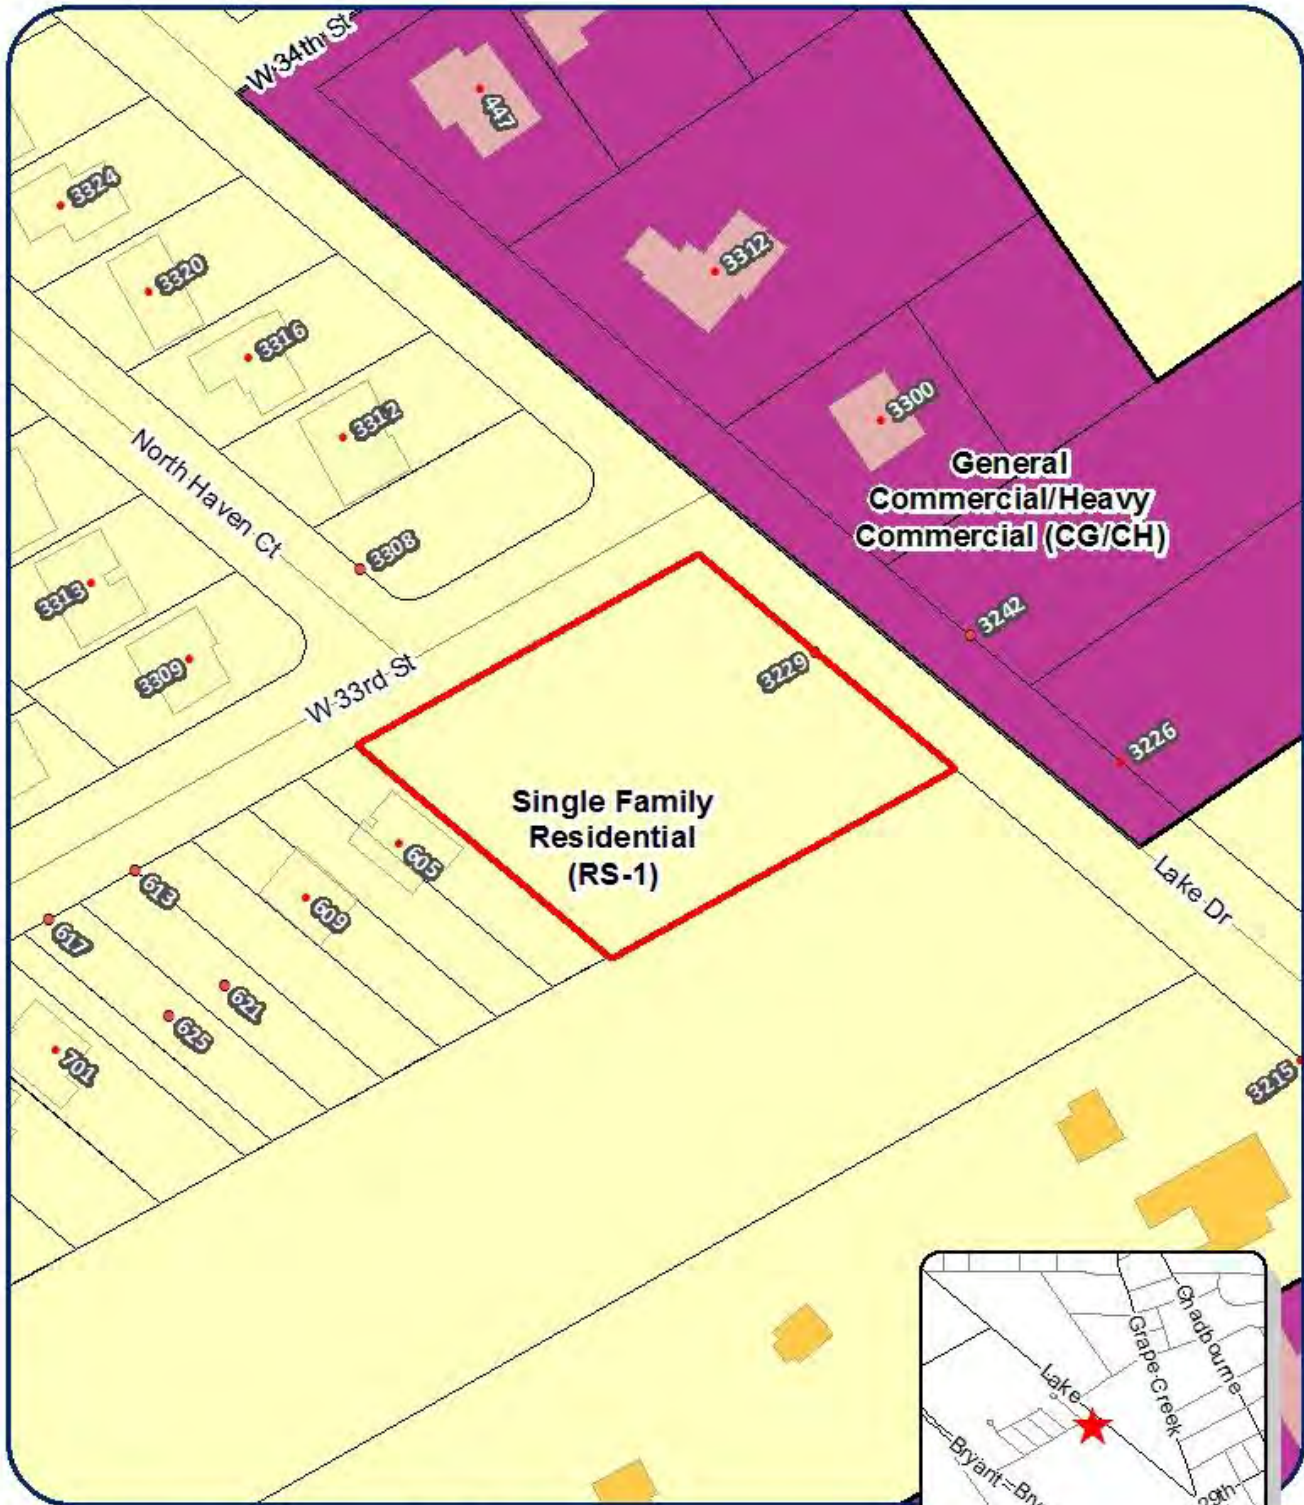 W 34th St
447
3324
3320
3312
3316
3300
3312
General
Commercial/Heavy
Commercial (CG/CH)
North Haven Ct
3308
3313
3242
3309
3229
W 33rd St
3226
Single Family
Residential
(RS-1)
605
Lake Dr
613
609
617
621
625
701
3215
Chadbourne
Grape Creek
Lake
Bryant
29th